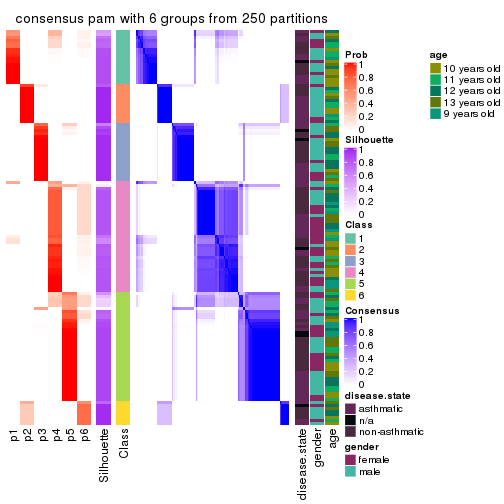 consensus pam with 6 groups from 250 partitions
Prob
1
0.8
0.6
0.4
0.2
0
Silhouette
1
0.8
0.6
0.4
0.2
0
Class
1
2
3
4
5
6
Consensus
1
0.8
0.6
0.4
0.2
0
disease.state
asthmatic
n/a
non-asthmatic
gender
female
male
age
10 years old
11 years old
12 years old
13 years old
9 years old
p1
p2
p3
p4
p5
p6
Silhouette
Class
disease.state
gender
age